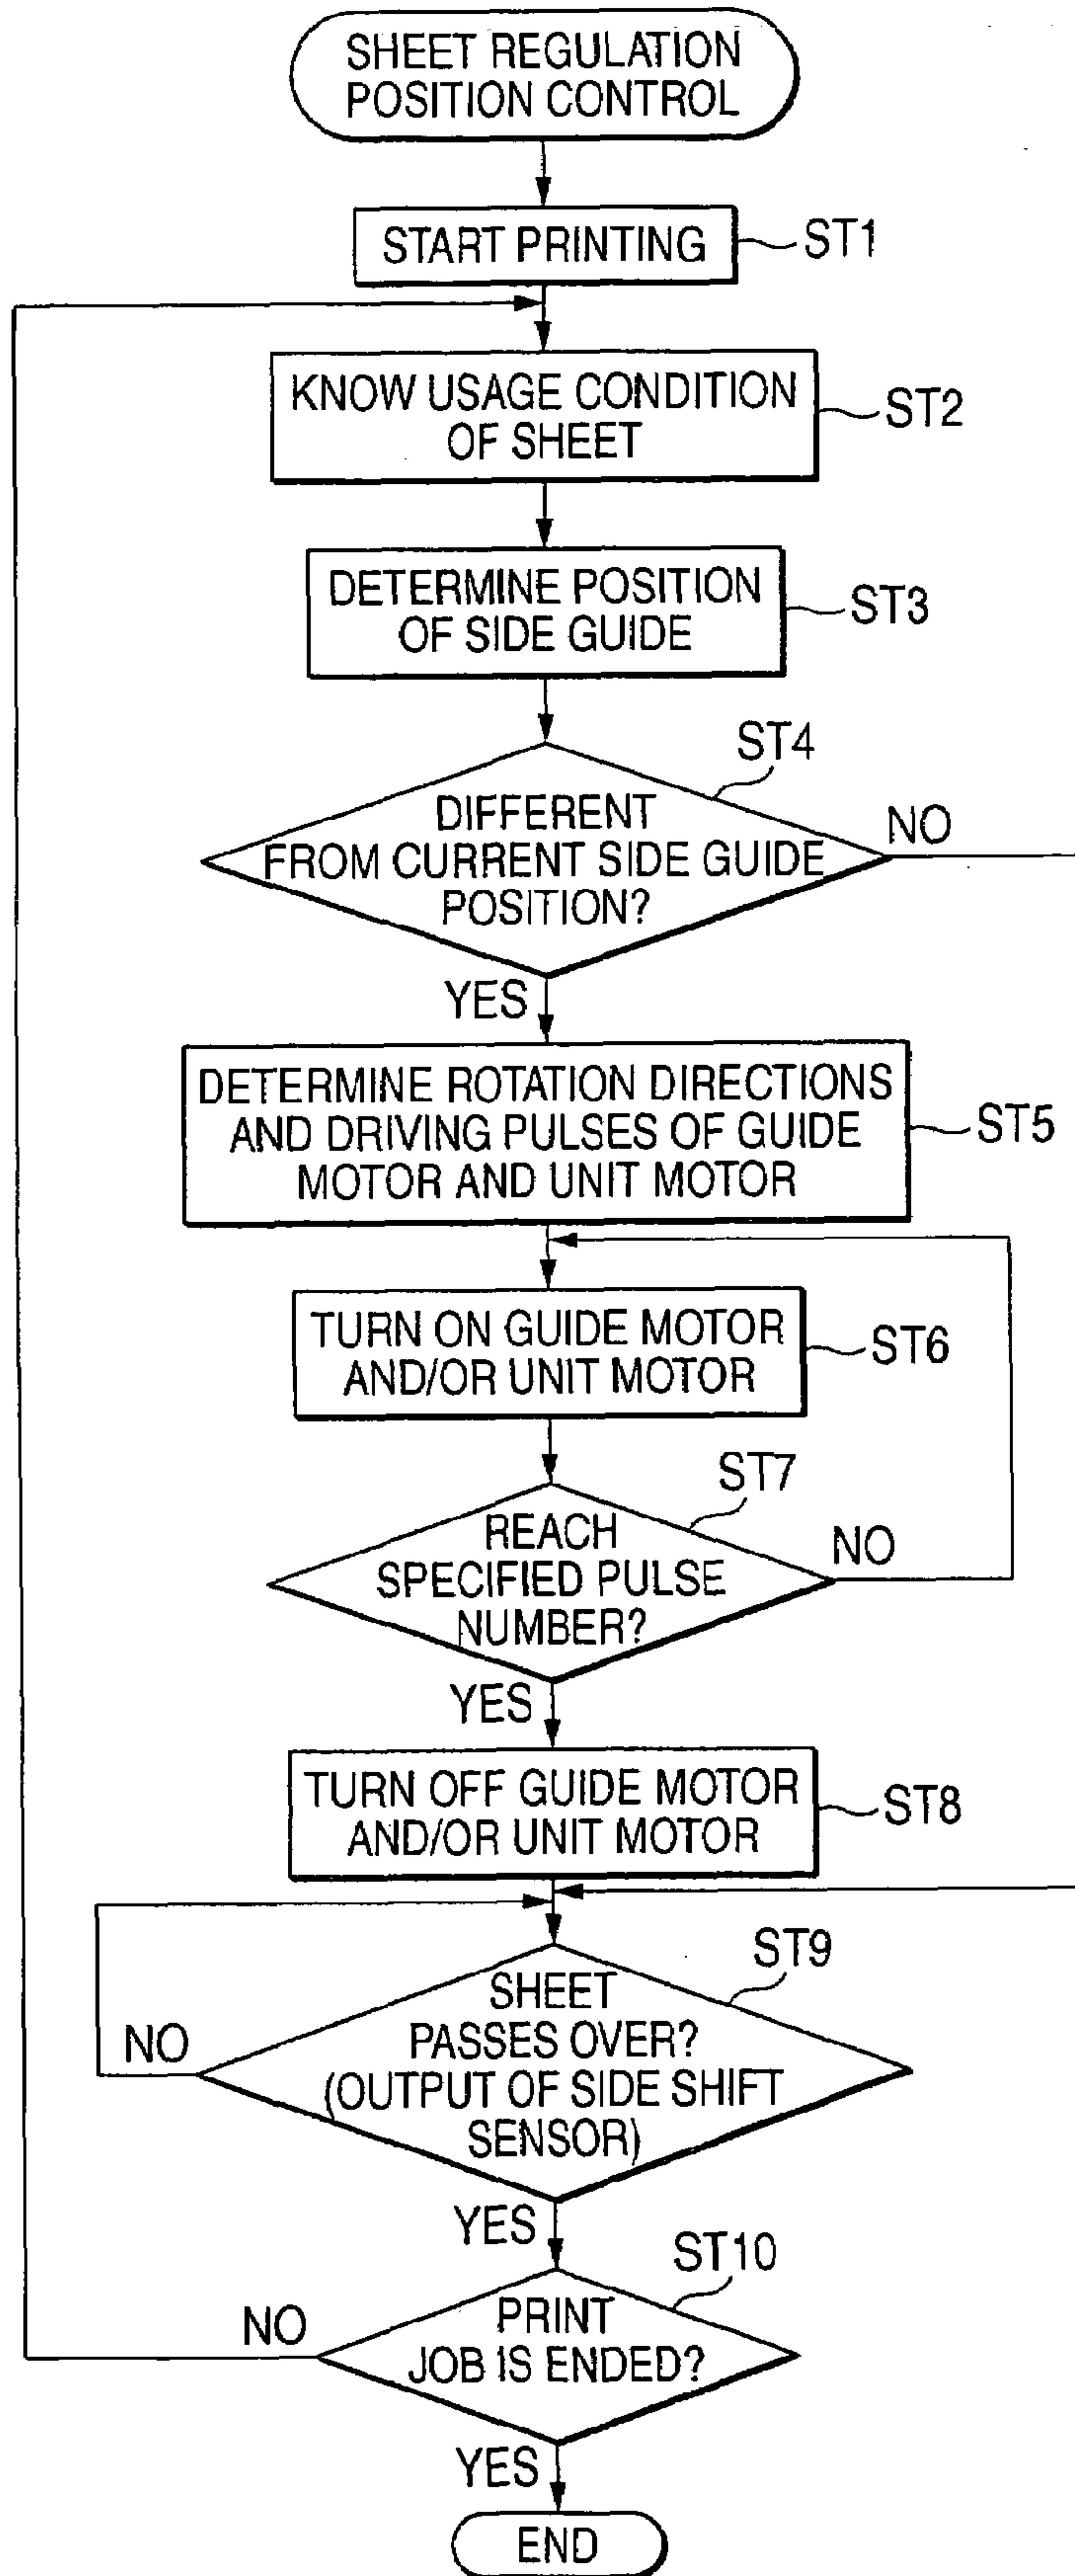 SHEET REGULATION
POSITION CONTROL
START PRINTING
ST1
KNOW USAGE CONDITION
OF SHEET
ST2
DETERMINE POSITION
OF SIDE GUIDE
ST3
ST4
DIFFERENT
FROM CURRENT SIDE GUIDE
POSITION?
NO
YES
DETERMINE ROTATION DIRECTIONS
AND DRIVING PULSES OF GUIDE
MOTOR AND UNIT MOTOR
ST5
TURN ON GUIDE MOTOR
AND/OR UNIT MOTOR
ST6
ST7
REACH
SPECIFIED PULSE
NUMBER?
NO
YES
TURN OFF GUIDE MOTOR
AND/OR UNIT MOTOR
ST8
ST9
SHEET
PASSES OVER?
(OUTPUT OF SIDE SHIFT
SENSOR)
NO
YES
ST10
PRINT
JOB IS ENDED?
NO
YES
END